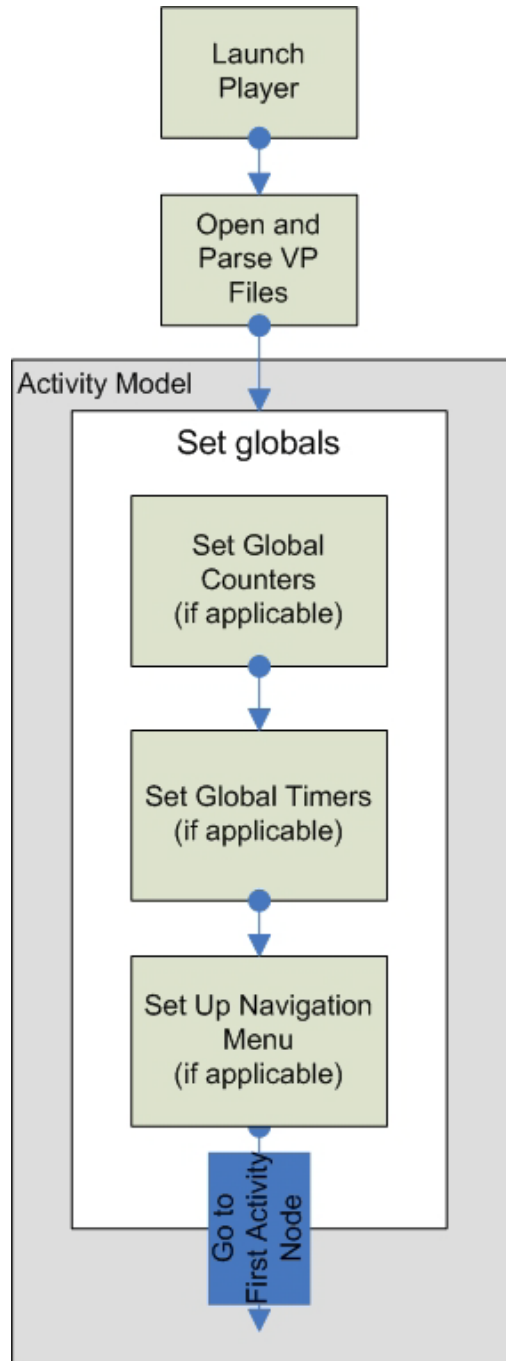 Launch
Player
Open and
Parse VP
Files
Activity Model
Set globals
Set Global
Counters
(if applicable)
Set Global Timers
(if applicable)
Set Up Navigation
Menu
(if applicable)
Go to
First Activity
Node